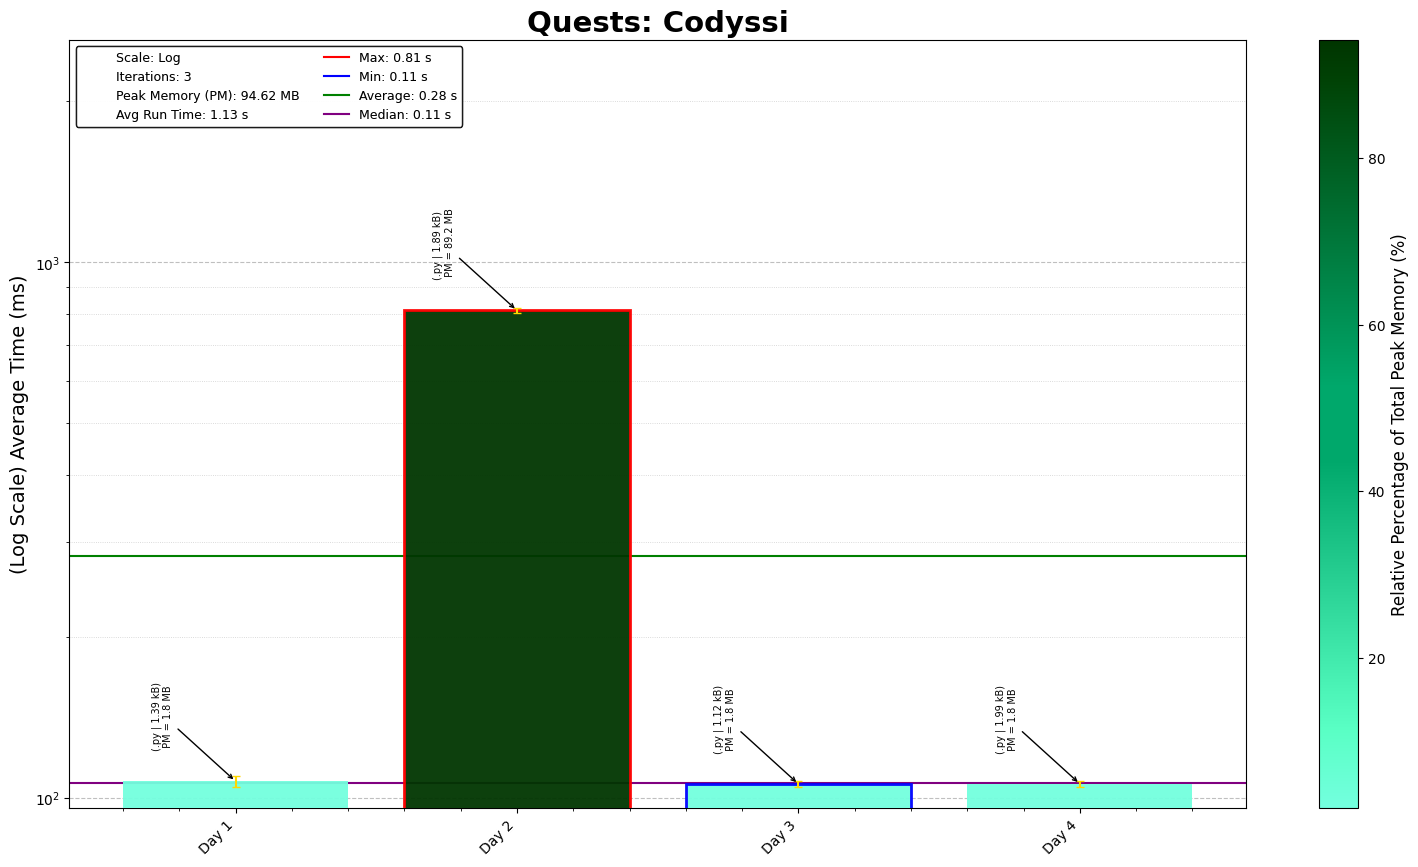 Quests: Codyssi
Scale: Log
Iterations: 3
Peak Memory (PM): 94.62 MB
Avg Run Time: 1.13 s
Max: 0.81 s
Min: 0.11 s
Average: 0.28 s
Median: 0.11 s
(Log Scale) Average Time (ms)
10³
10²
(.py | 1.39 kB)
PM = 1.8 MB
(.py | 1.89 kB)
PM = 89.2 MB
(.py | 1.12 kB)
PM = 1.8 MB
(.py | 1.99 kB)
PM = 1.8 MB
Day 1
Day 2
Day 3
Day 4
80
60
40
20
Relative Percentage of Total Peak Memory (%)